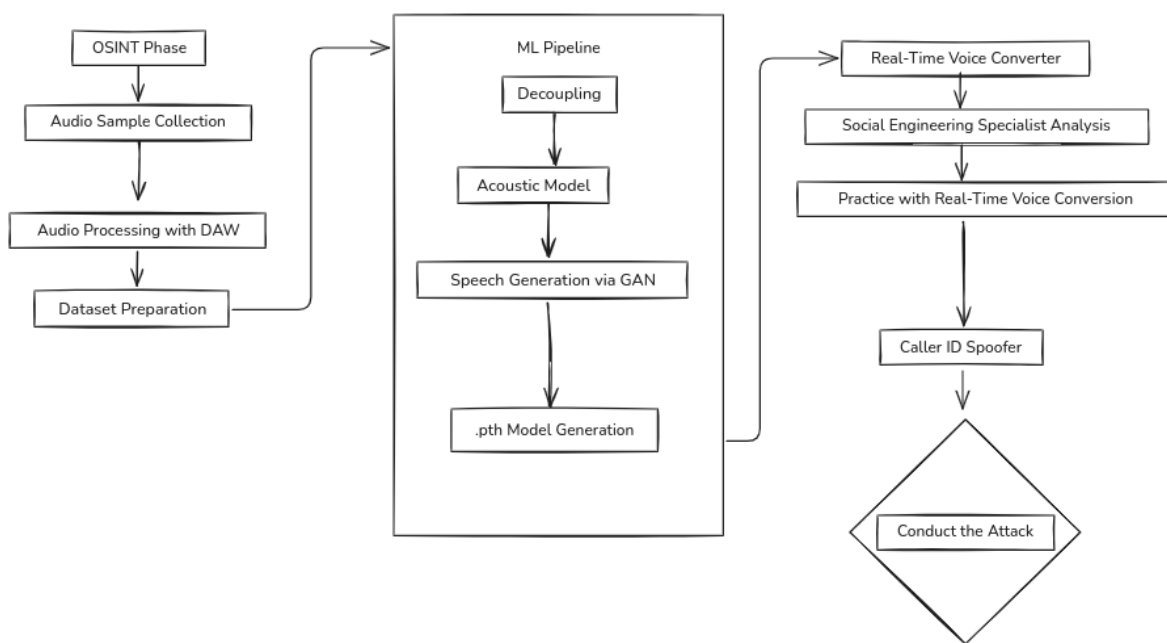 OSINT Phase
Audio Sample Collection
Audio Processing with DAW
Dataset Preparation
ML Pipeline
Decoupling
Acoustic Model
Speech Generation via GAN
.pth Model Generation
Real-Time Voice Converter
Social Engineering Specialist Analysis
Practice with Real-Time Voice Conversion
Caller ID Spoofer
Conduct the Attack